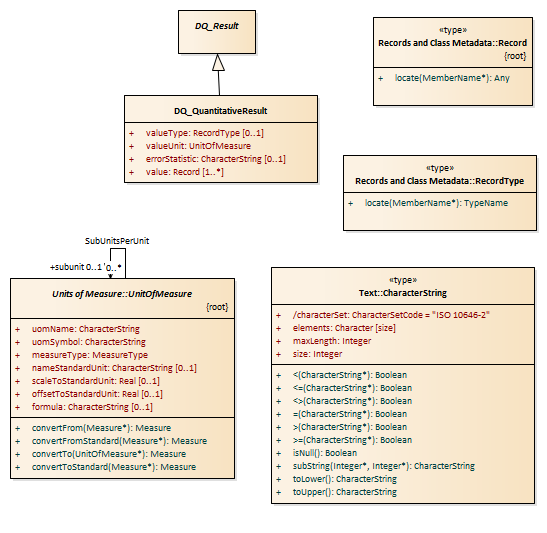 DQ_Result
DQ_QuantitativeResult
+ valueType: RecordType [0..1]
+ valueUnit: UnitOfMeasure
+ errorStatistic: CharacterString [0..1]
+ value: Record [1..*]
«type»
Records and Class Metadata::Record
{root}
+ locate(MemberName*): Any
«type»
Records and Class Metadata::RecordType
+ locate(MemberName*): TypeName
SubUnitsPerUnit
+subunit 0..1 0..*
Units of Measure::UnitOfMeasure
{root}
+ uomName: CharacterString
+ uomSymbol: CharacterString
+ measureType: MeasureType
+ nameStandardUnit: CharacterString [0..1]
+ scaleToStandardUnit: Real [0..1]
+ offsetToStandardUnit: Real [0..1]
+ formula: CharacterString [0..1]
+ convertFrom(Measure*): Measure
+ convertFromStandard(Measure*): Measure
+ convertTo(UnitOfMeasure*): Measure
+ convertToStandard(Measure*): Measure
«type»
Text::CharacterString
+ /characterSet: CharacterSetCode = "ISO 10646-2"
+ elements: Character [size]
+ maxLength: Integer
+ size: Integer
+ <(CharacterString*): Boolean
+ <=(CharacterString*): Boolean
+ <>(CharacterString*): Boolean
+ =(CharacterString*): Boolean
+ >(CharacterString*): Boolean
+ >=(CharacterString*): Boolean
+ isNull(): Boolean
+ subString(Integer*, Integer*): CharacterString
+ toLower(): CharacterString
+ toUpper(): CharacterString